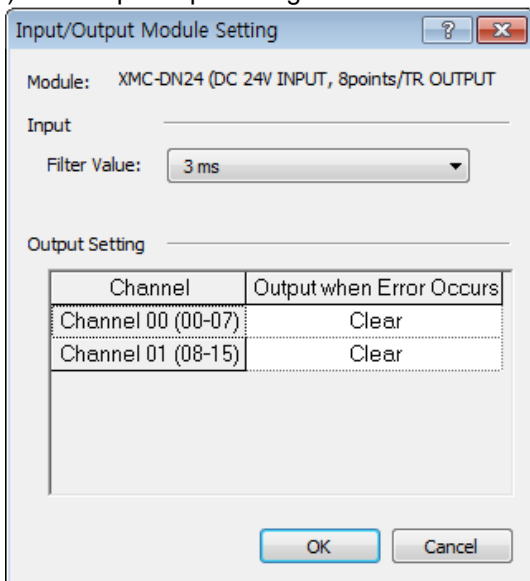 Input/Output Module Setting
Module: XMC-DN24 (DC 24V INPUT, 8points/TR OUTPUT
Input
Filter Value: 3 ms
Output Setting
Channel Output when Error Occurs
Channel 00 (00-07) Clear
Channel 01 (08-15) Clear
OK Cancel